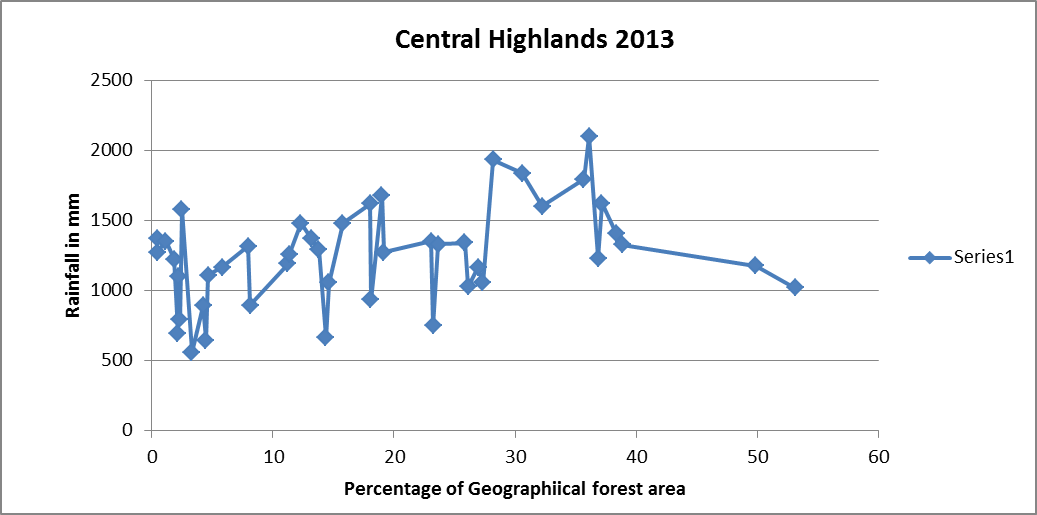 Central Highlands 2013
2500
2000
1500
1000
500
0
Rainfall in mm
0 10 20 30 40 50 60
Percentage of Geographiical forest area
Series1